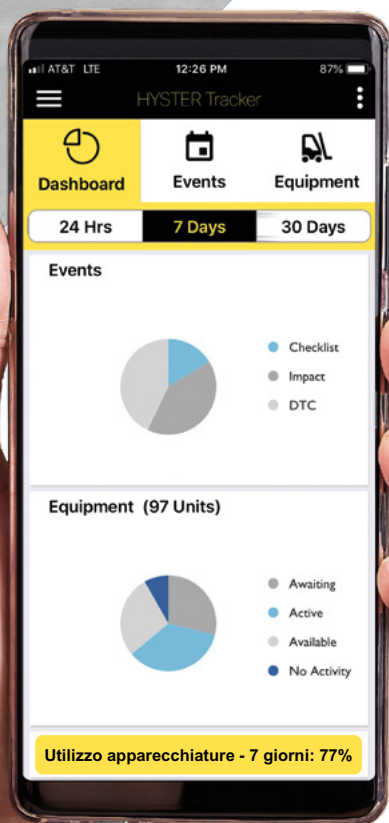 AT&T LTE 12:26 PM 87%
HYSTER Tracker
Dashboard Events Equipment
24 Hrs 7 Days 30 Days
Events
Checklist
Impact
DTC
Equipment (97 Units)
Awaiting
Active
Available
No Activity
Utilizzo apparecchiature - 7 giorni: 77%